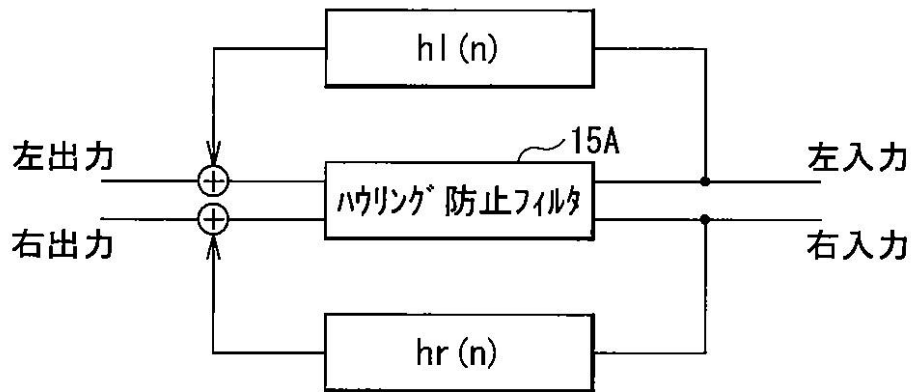 hl(n)
15A
左出力
左入力
ハウリング防止フィルタ
右出力
右入力
hr(n)